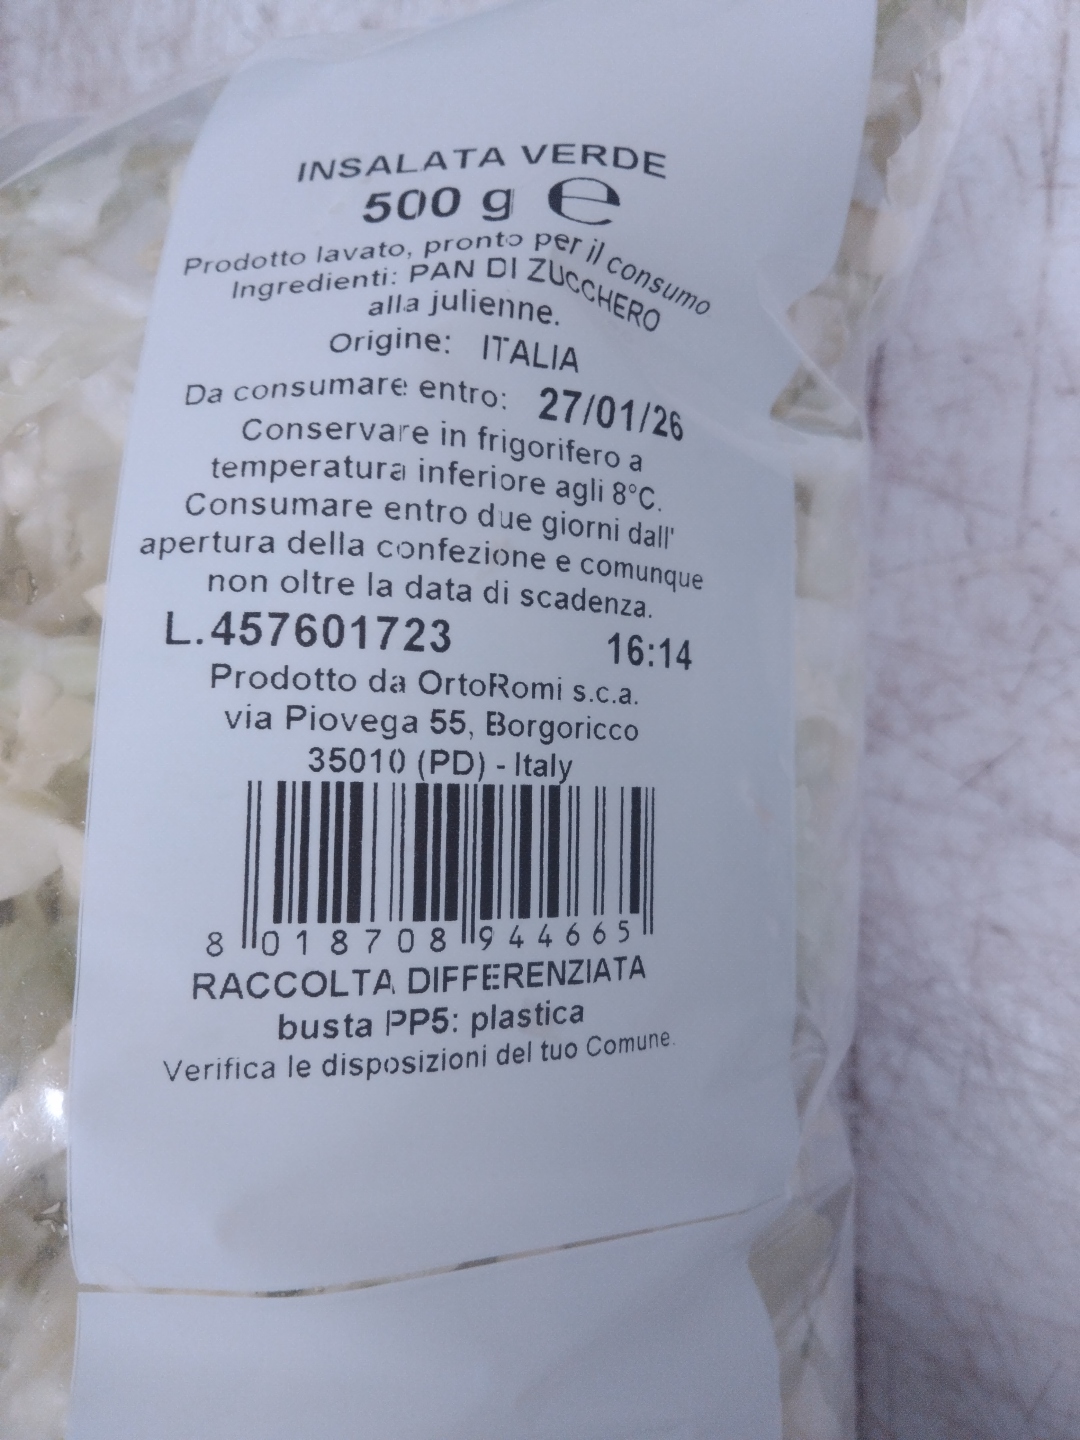 INSALATA VERDE
500 g ℮
Prodotto lavato, pronto per il consumo
Ingredienti: PAN DI ZUCCHERO
alla julienne.
Origine: ITALIA
Da consumare entro: 27/01/26
Conservare in frigorifero a
temperatura inferiore agli 8°C.
Consumare entro due giorni dall'
apertura della confezione e comunque
non oltre la data di scadenza.
L.457601723 16:14
Prodotto da OrtoRomi s.c.a.
via Piovega 55, Borgoricco
35010 (PD) - Italy
8 018708 944665
RACCOLTA DIFFERENZIATA
busta PP5: plastica
Verifica le disposizioni del tuo Comune.